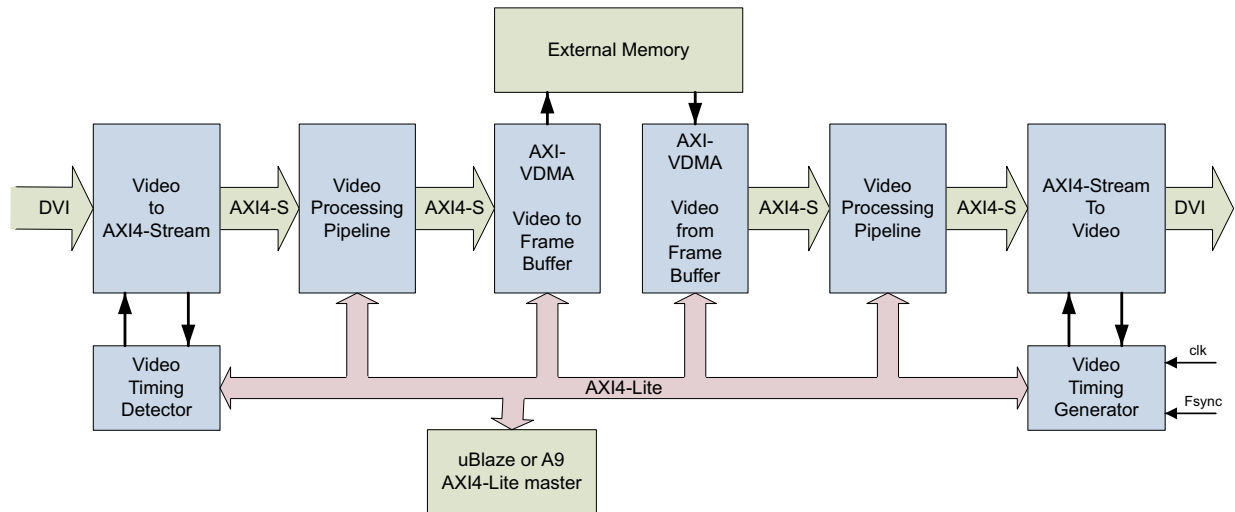 External Memory
DVI
Video
to
AXI4-Stream
AXI4-S
Video
Processing
Pipeline
AXI4-S
AXI-
VDMA
Video to
Frame
Buffer
AXI-
VDMA
Video
from
Frame
Buffer
AXI4-S
Video
Processing
Pipeline
AXI4-S
AXI4-Stream
To
Video
DVI
Video
Timing
Detector
AXI4-Lite
Video
Timing
Generator
clk
Fsync
uBlaze or A9
AXI4-Lite master